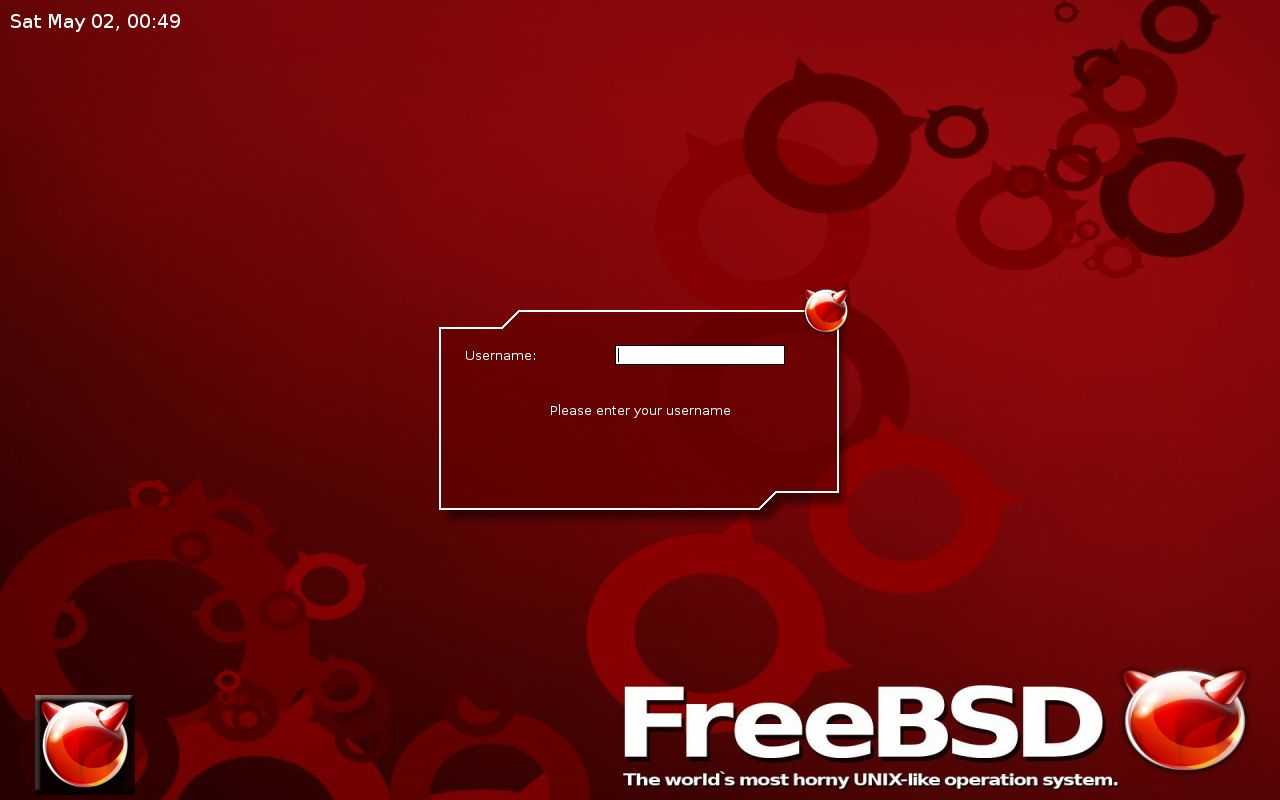 Sat May 02, 00:49
Username:
Please enter your username
FreeBSD
The world`s most horny UNIX-like operation system.